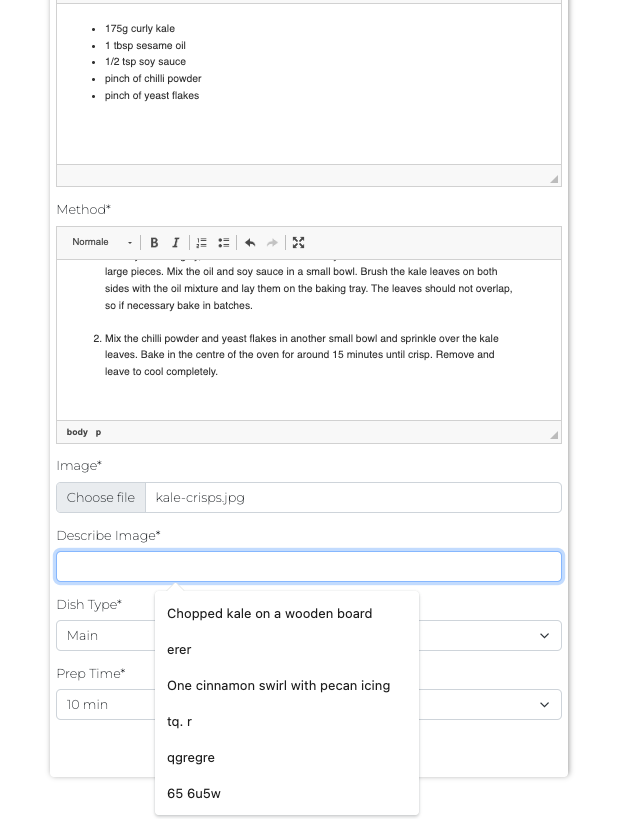 175g curly kale
1 tbsp sesame oil
1/2 tsp soy sauce
pinch of chilli powder
pinch of yeast flakes
Method*
Normale
B I
large pieces. Mix the oil and soy sauce in a small bowl. Brush the kale leaves on both
sides with the oil mixture and lay them on the baking tray. The leaves should not overlap,
so if necessary bake in batches.
2. Mix the chilli powder and yeast flakes in another small bowl and sprinkle over the kale
leaves. Bake in the centre of the oven for around 15 minutes until crisp. Remove and
leave to cool completely.
body p
Image*
Choose file kale-crisps.jpg
Describe Image*
Dish Type*
Main
Prep Time*
10 min
Chopped kale on a wooden board
erer
One cinnamon swirl with pecan icing
tq. r
qgregre
65 6u5w